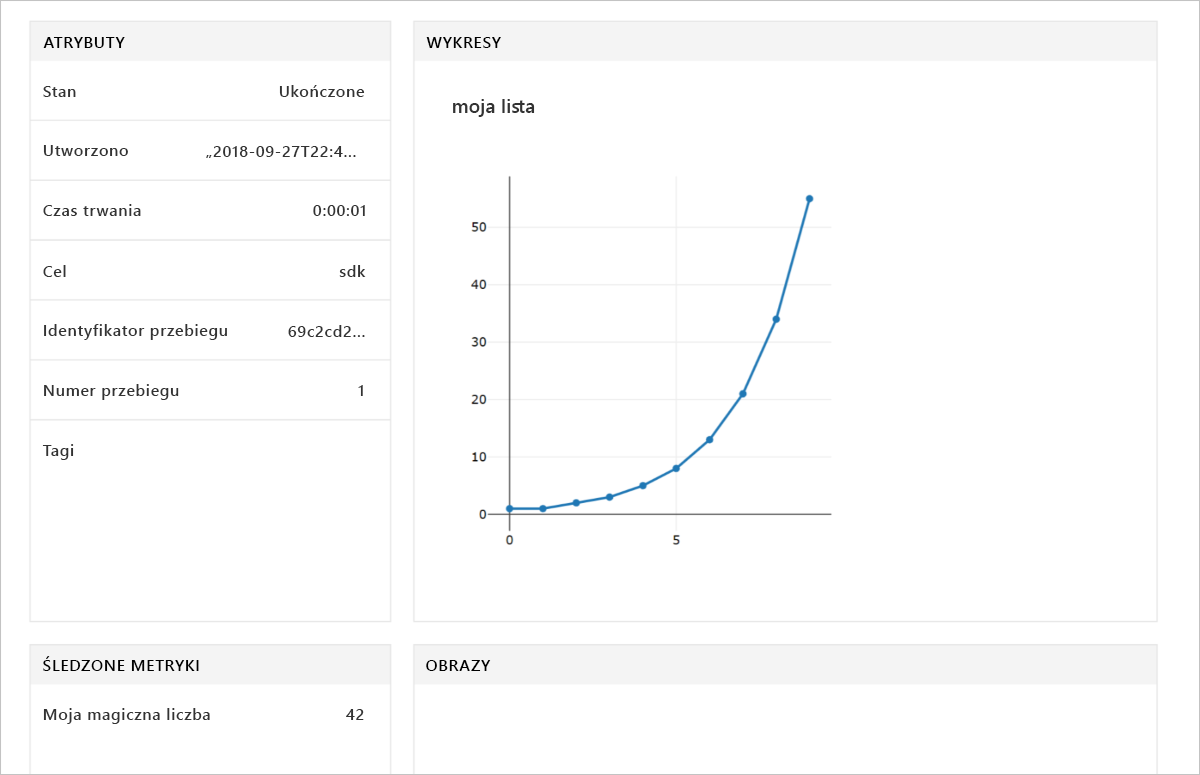 ATRYBUTY
Stan Ukończone
Utworzono „2018-09-27T22:4...
Czas trwania 0:00:01
Cel sdk
Identyfikator przebiegu 69c2cd2...
Numer przebiegu 1
Tagi
WYKRESY
moja lista
50
40
30
20
10
0
0 5
ŚLEDZONE METRYKI
Moja magiczna liczba 42
OBRAZY